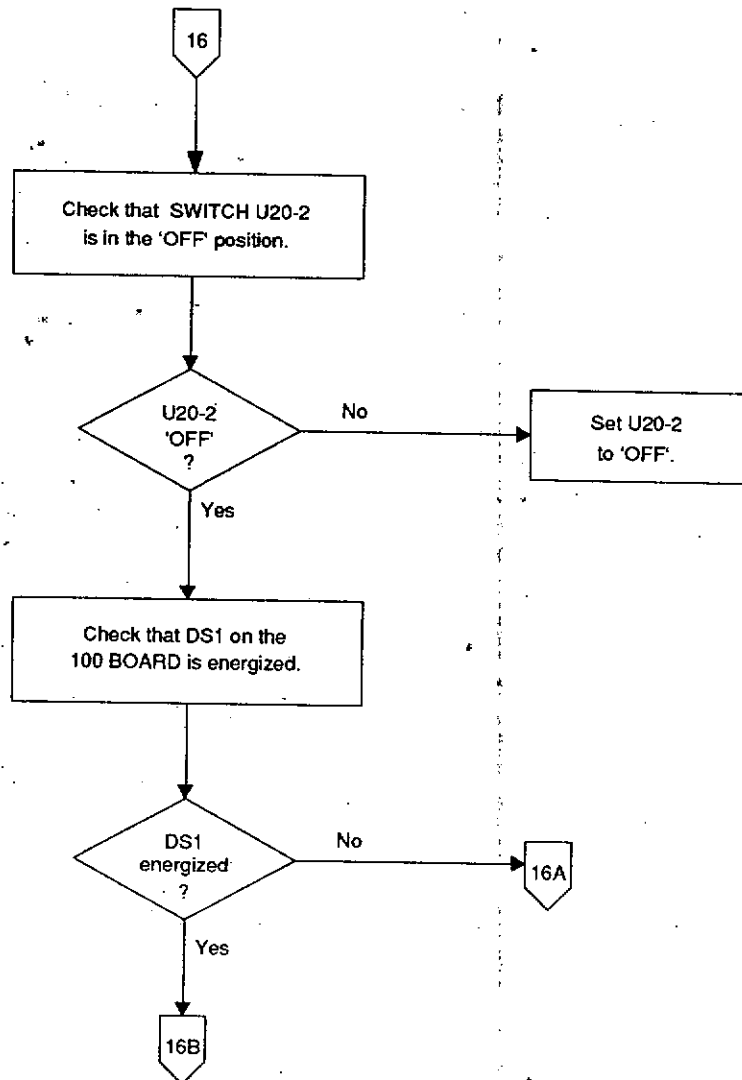 16
Check that SWITCH U20-2
is in the 'OFF' position.
U20-2
'OFF'
?
No
Set U20-2
to 'OFF'.
Yes
Check that DS1 on the
100 BOARD is energized.
DS1
energized
?
No
16A
Yes
16B